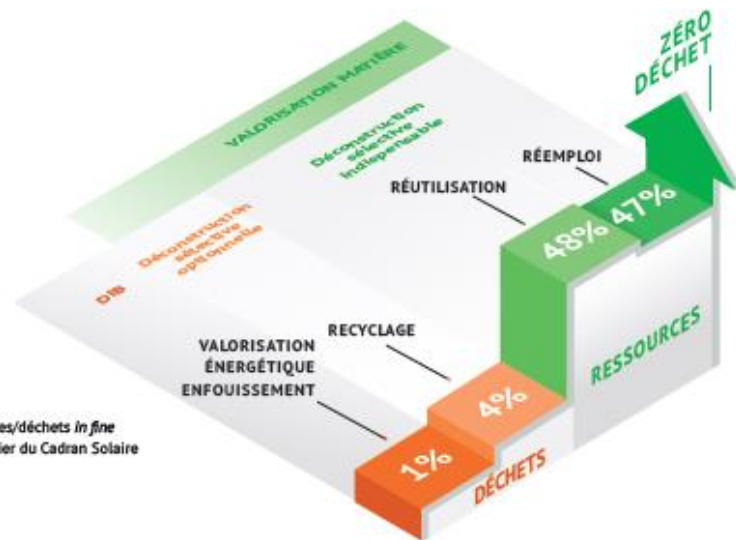 ZÉRO
DÉCHET
VALORISATION MATIÈRE
Déconstruction
sélective
indispensable
RÉEMPLOI
RÉUTILISATION
47%
48%
Déconstruction
sélective
optionnelle
DIB
RECYCLAGE
VALORISATION
ÉNERGÉTIQUE
ENFOUISSEMENT
RESSOURCES
4%
1%
DÉCHETS
es/déchets in fine
ier du Cadran Solaire